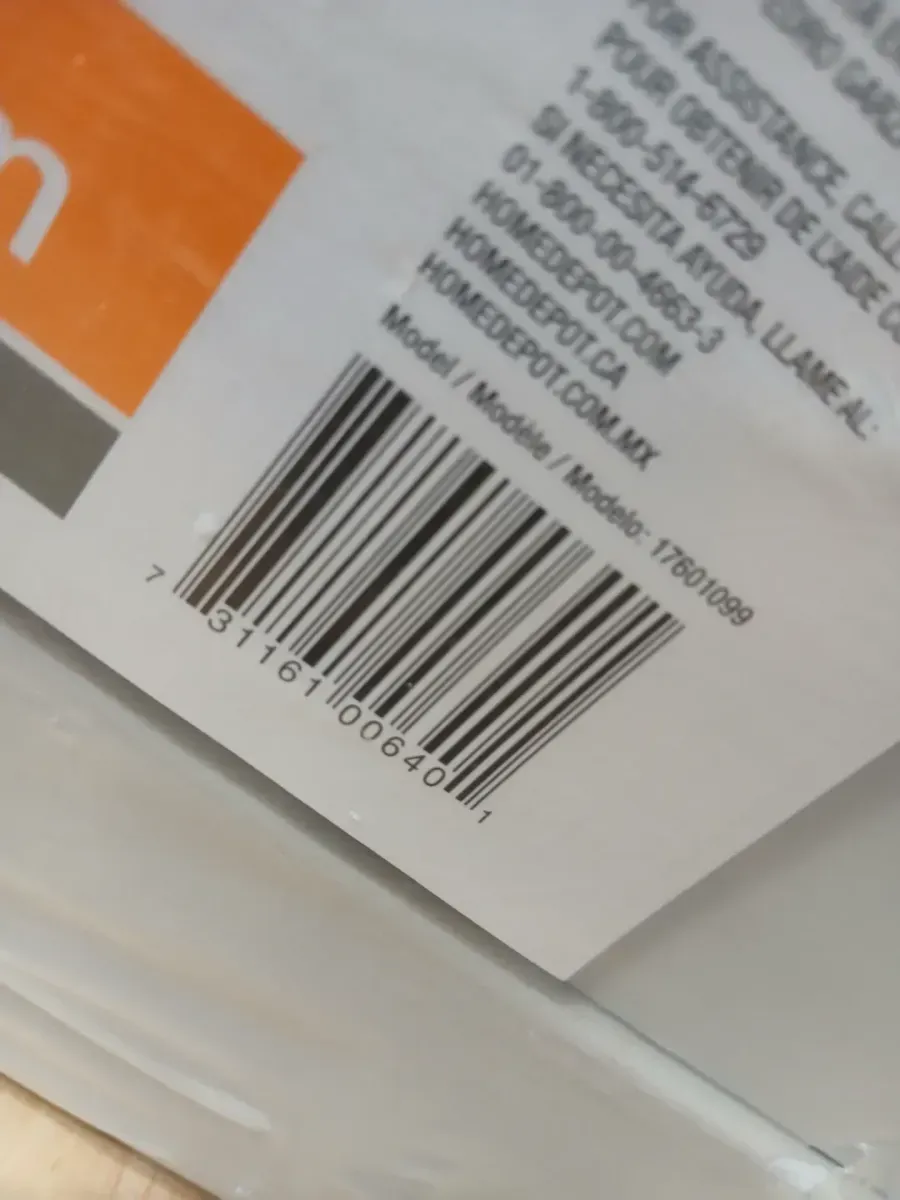 m
FOR ASSISTANCE, CALL
POUR OBTENIR DE L'AIDE
1-800-514-6729
SI NECESITA AYUDA, LLAME AL:
01-800-00-4663-3
HOMEDEPOT.COM
HOMEDEPOT.CA
HOMEDEPOT.COM.MX
Model / Modèle / Modelo: 17601099
7 31161 00640 1